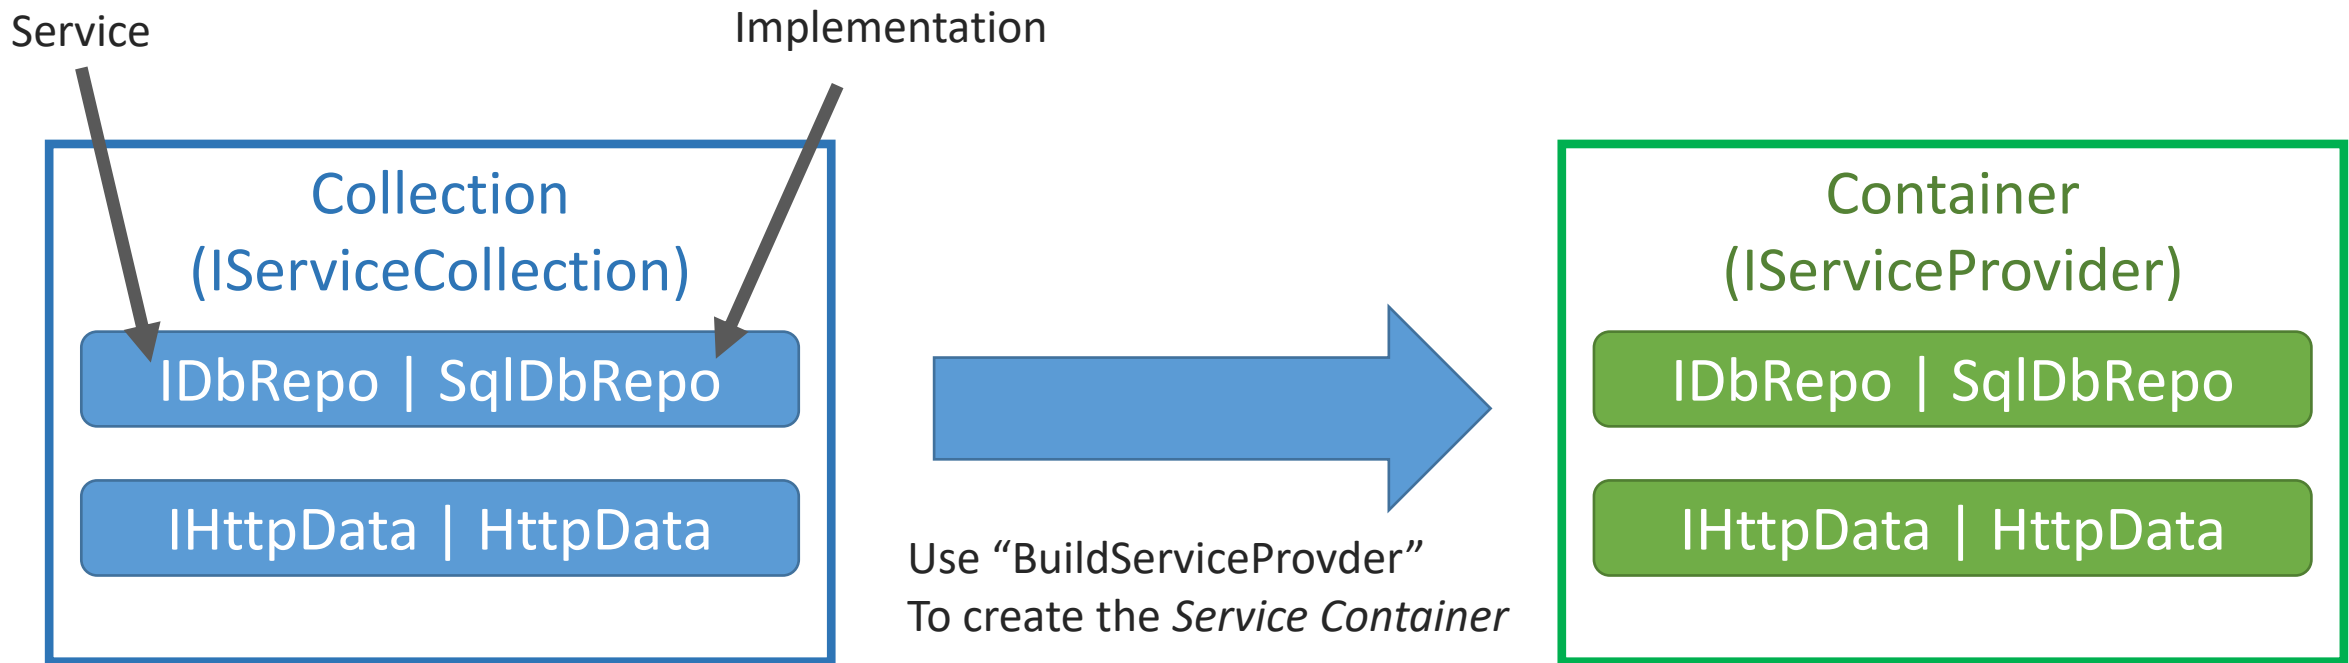 Service
Implementation
Collection
(IServiceCollection)
IDbRepo | SqlDbRepo
IHttpData | HttpData
Use “BuildServiceProvder”
To create the Service Container
Container
(IServiceProvider)
IDbRepo | SqlDbRepo
IHttpData | HttpData